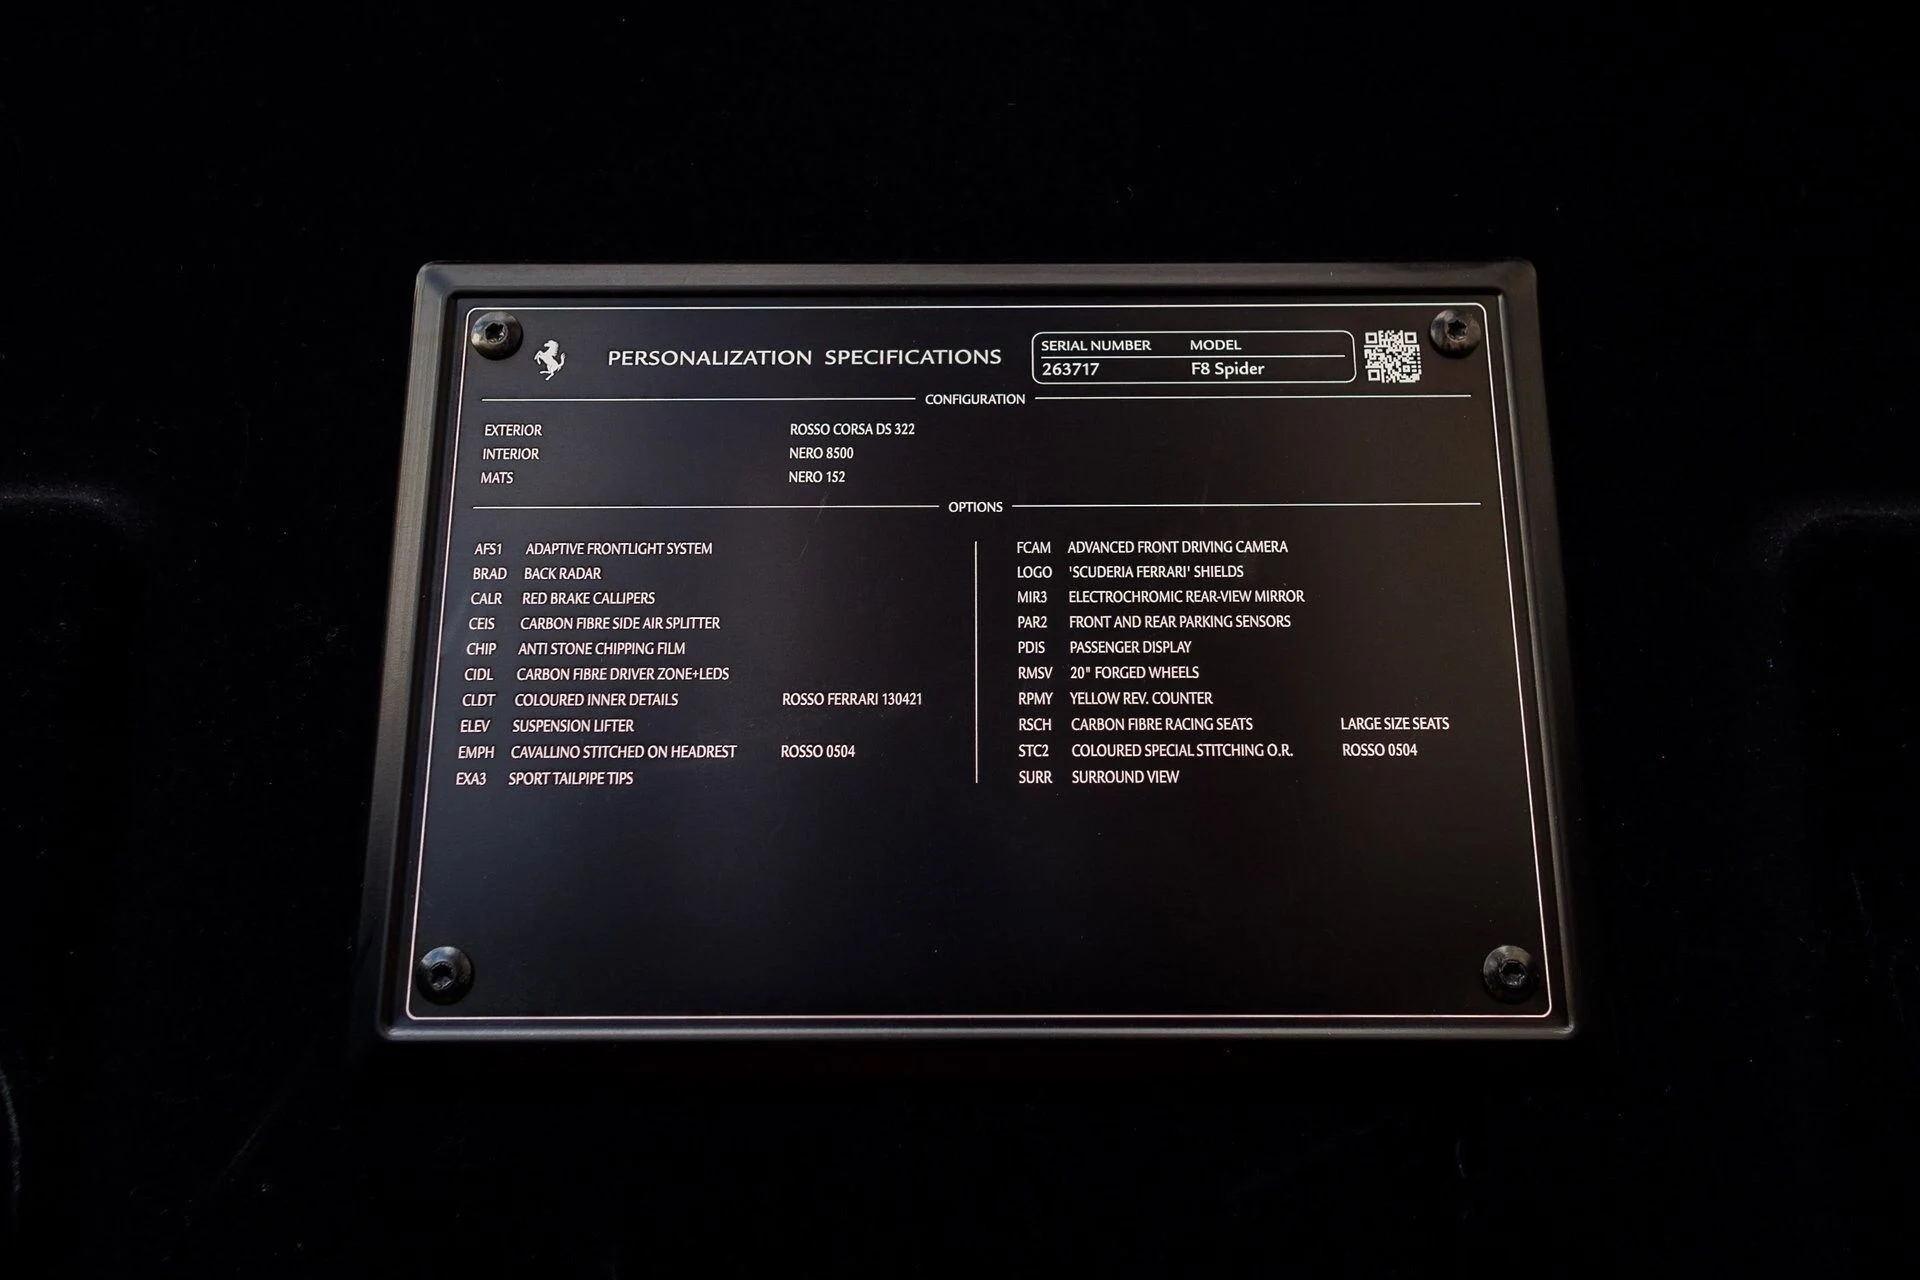 PERSONALIZATION SPECIFICATIONS
SERIAL NUMBER MODEL
263717 F8 Spider
CONFIGURATION
EXTERIOR ROSSO CORSA DS 322
INTERIOR NERO 8500
MATS NERO 152
OPTIONS
AFS1 ADAPTIVE FRONTLIGHT SYSTEM
BRAD BACK RADAR
CALR RED BRAKE CALLIPERS
CEIS CARBON FIBRE SIDE AIR SPLITTER
CHIP ANTI STONE CHIPPING FILM
CIDL CARBON FIBRE DRIVER ZONE+LEDS
CLDT COLOURED INNER DETAILS ROSSO FERRARI 130421
ELEV SUSPENSION LIFTER
EMPH CAVALLINO STITCHED ON HEADREST ROSSO 0504
EXA3 SPORT TAILPIPE TIPS
FCAM ADVANCED FRONT DRIVING CAMERA
LOGO 'SCUDERIA FERRARI' SHIELDS
MIR3 ELECTROCHROMIC REAR-VIEW MIRROR
PAR2 FRONT AND REAR PARKING SENSORS
PDIS PASSENGER DISPLAY
RMSV 20" FORGED WHEELS
RPMY YELLOW REV. COUNTER
RSCH CARBON FIBRE RACING SEATS LARGE SIZE SEATS
STC2 COLOURED SPECIAL STITCHING O.R. ROSSO 0504
SURR SURROUND VIEW